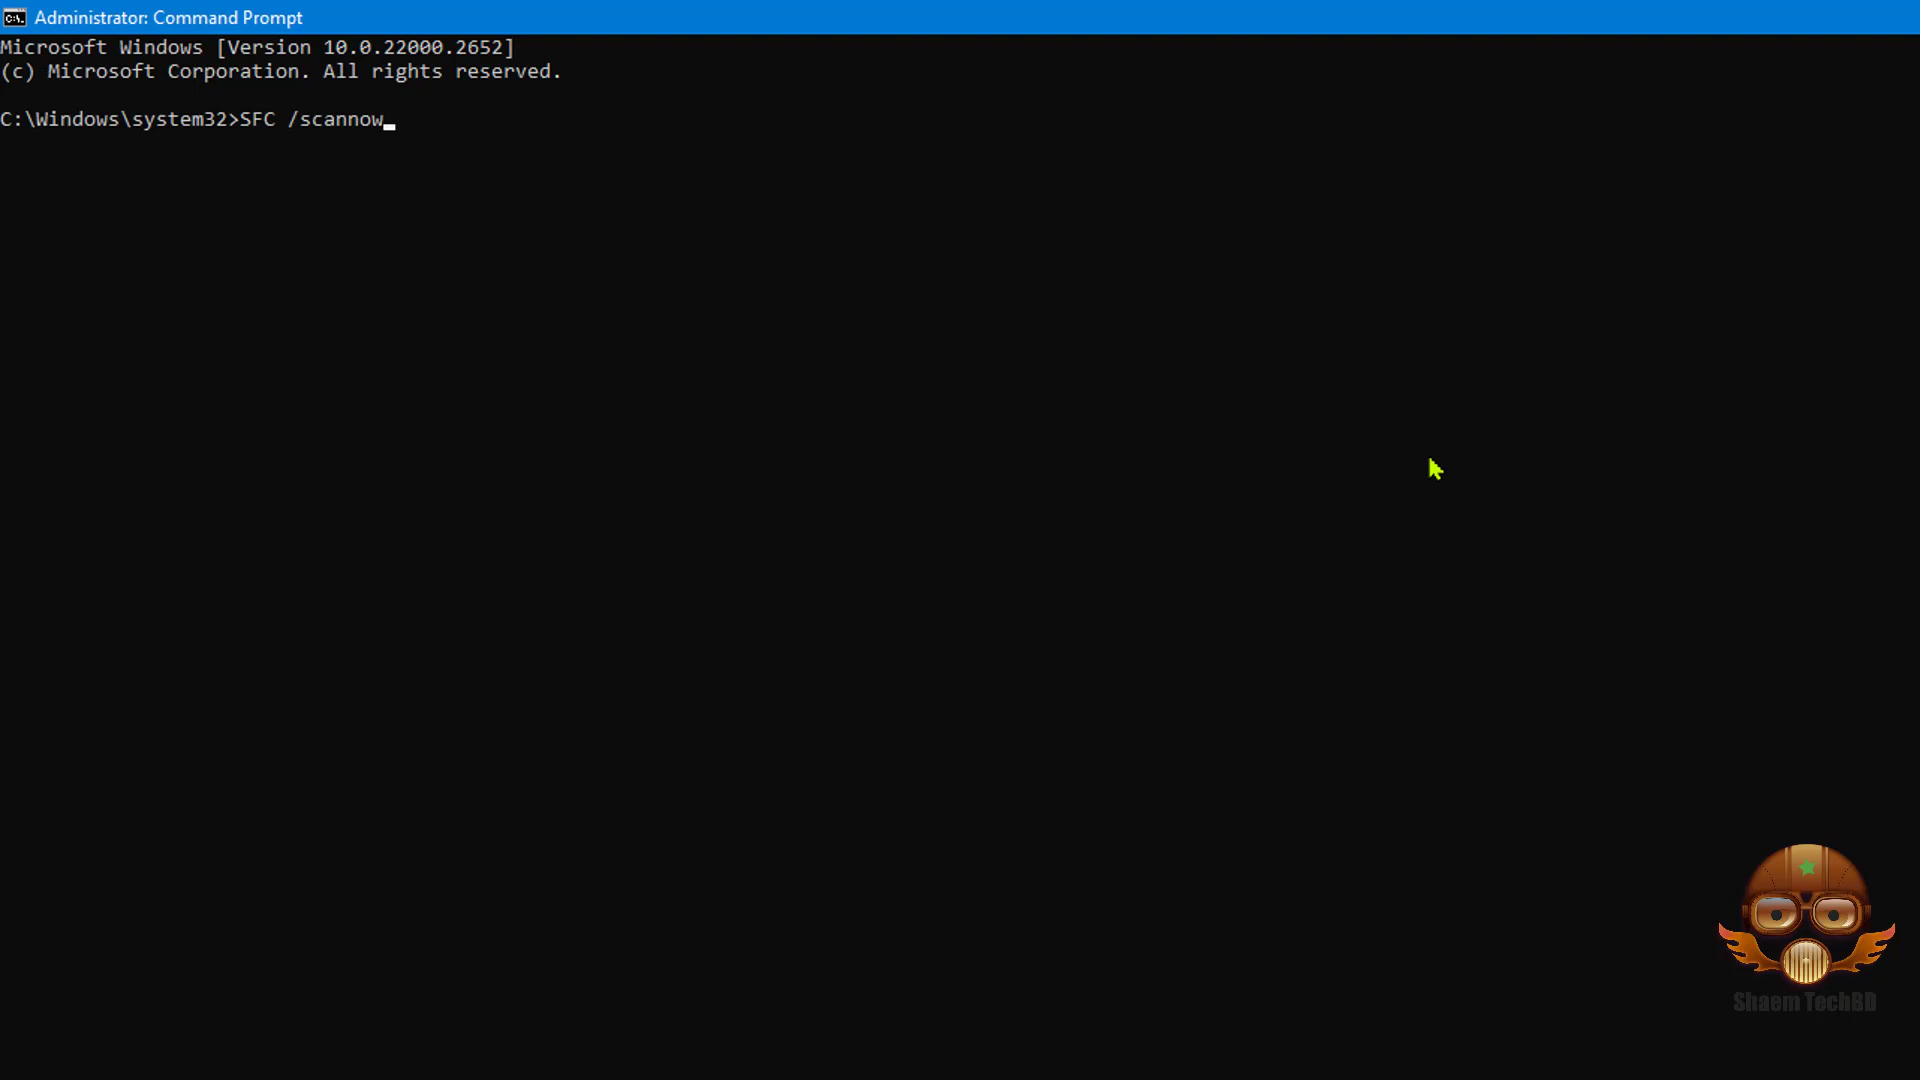 Administrator: Command Prompt
Microsoft Windows [Version 10.0.22000.2652]
(c) Microsoft Corporation. All rights reserved.
C:\Windows\system32>SFC /scannow
Shaem TechBD